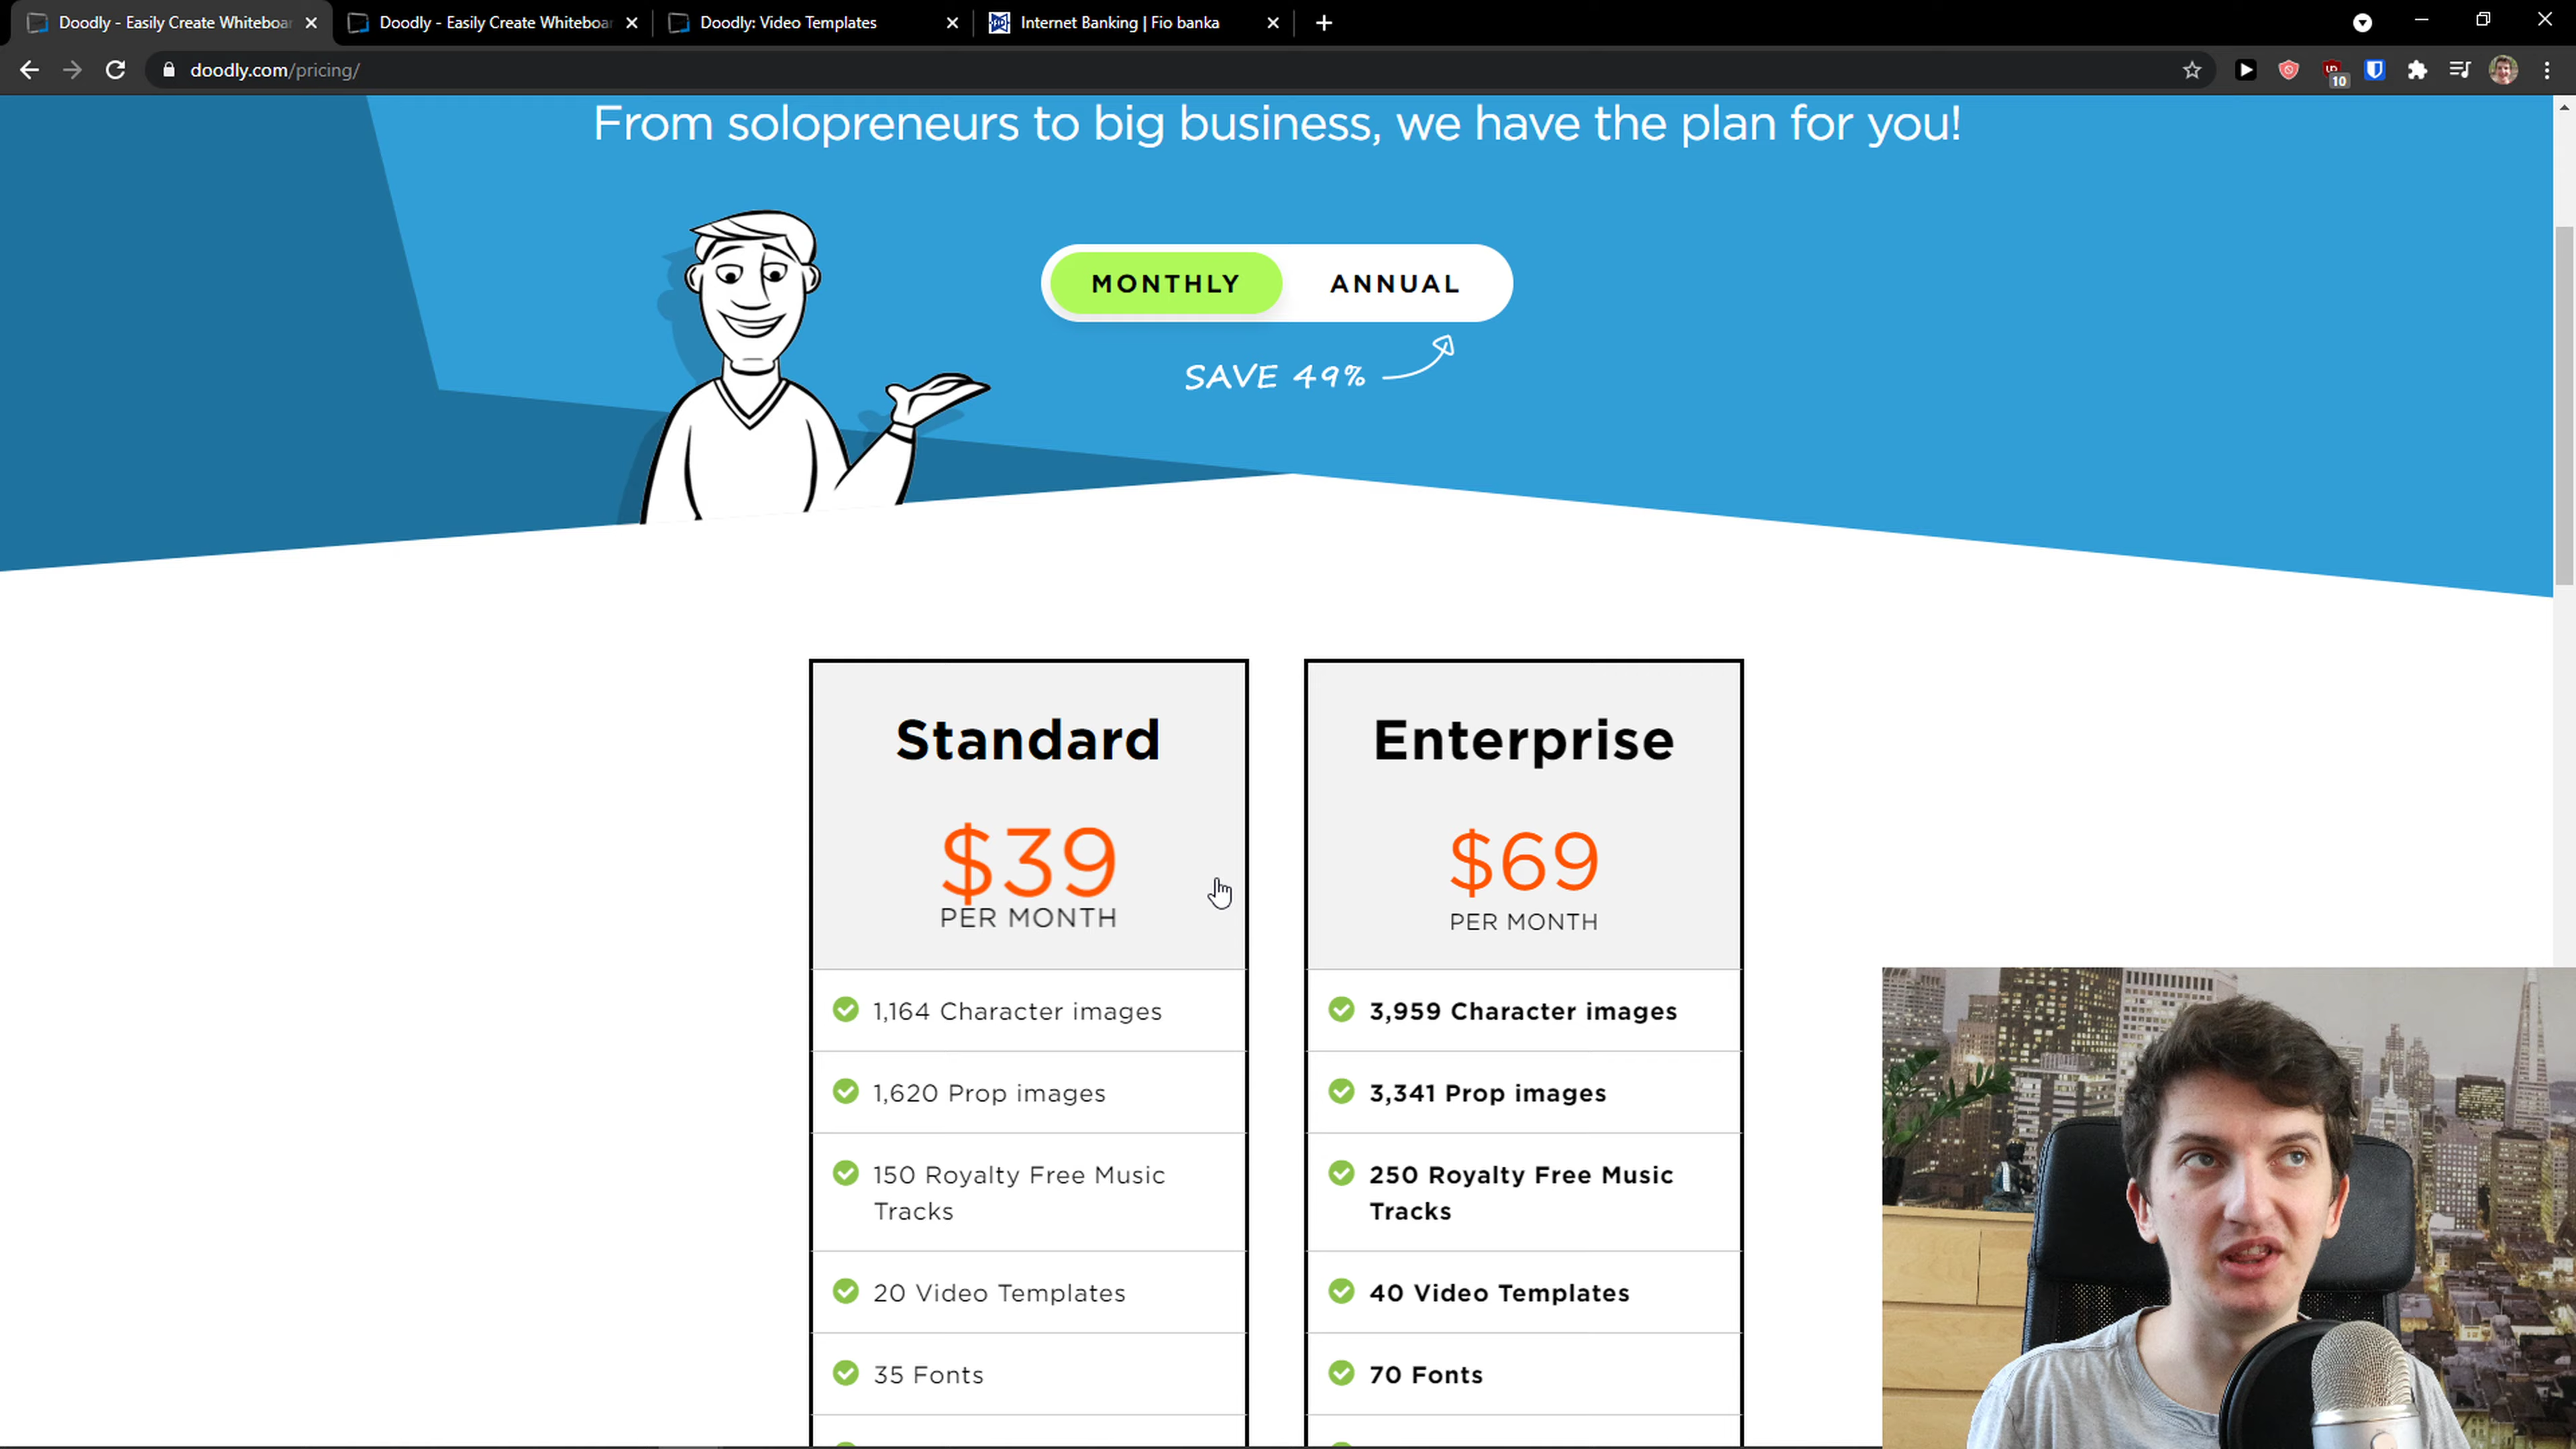 Doodly - Easily Create Whiteboar
Doodly - Easily Create Whiteboar
Doodly: Video Templates
Internet Banking | Fio banka
doodly.com/pricing/
10
From solopreneurs to big business, we have the plan for you!
MONTHLY
ANNUAL
SAVE 49%
Standard
$39
PER MONTH
1,164 Character images
1,620 Prop images
150 Royalty Free Music
Tracks
20 Video Templates
35 Fonts
Enterprise
$69
PER MONTH
3,959 Character images
3,341 Prop images
250 Royalty Free Music
Tracks
40 Video Templates
70 Fonts